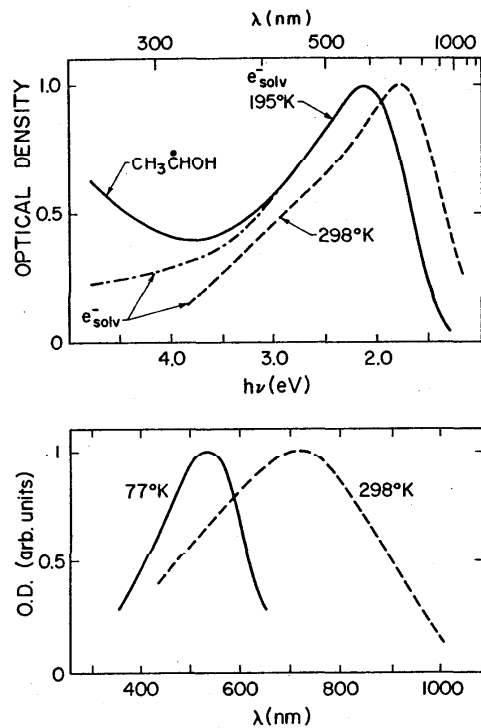 λ(nm)
300 500 1000
1.0
0.5
0
OPTICAL DENSITY
e⁻solv
195°K
CH₃ĊHOH
298°K
e⁻solv
4.0 3.0 2.0
hν(eV)
1
0.5
0
O.D. (arb. units)
77°K
298°K
400 600 800 1000
λ(nm)